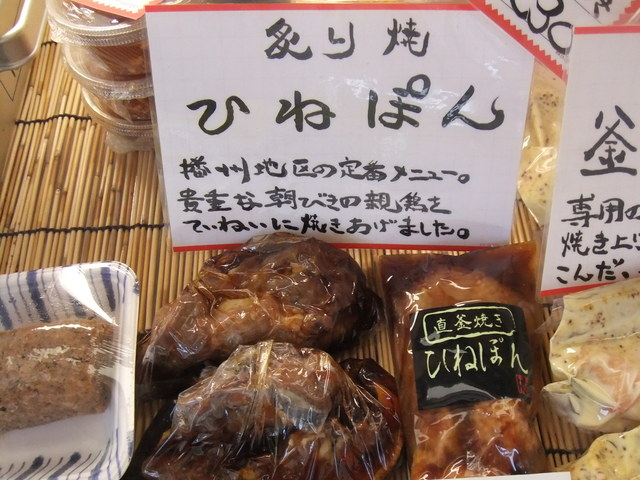 炙り焼
ひねぽん
播州地区の定番メニュー。
貴重な朝びきの親鶏を
ていねいに焼きあげました。
直釜焼き
ひねぽん
釜
専用の
焼き上げ
こんだ、